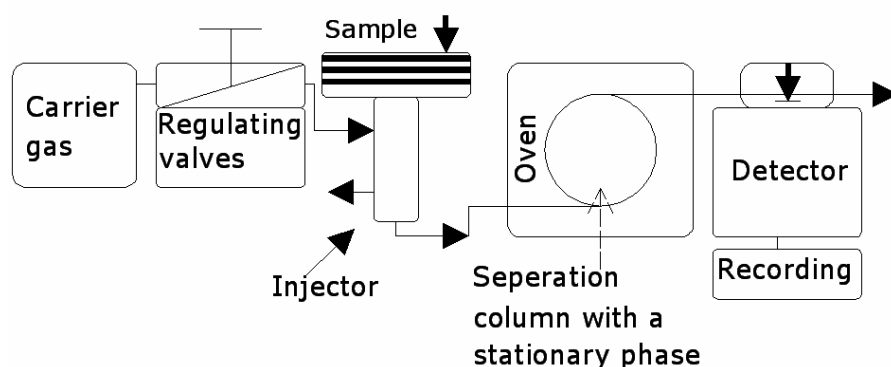 Sample
Carrier
gas
Regulating
valves
Oven
Detector
Injector
Seperation
column with a
stationary phase
Recording